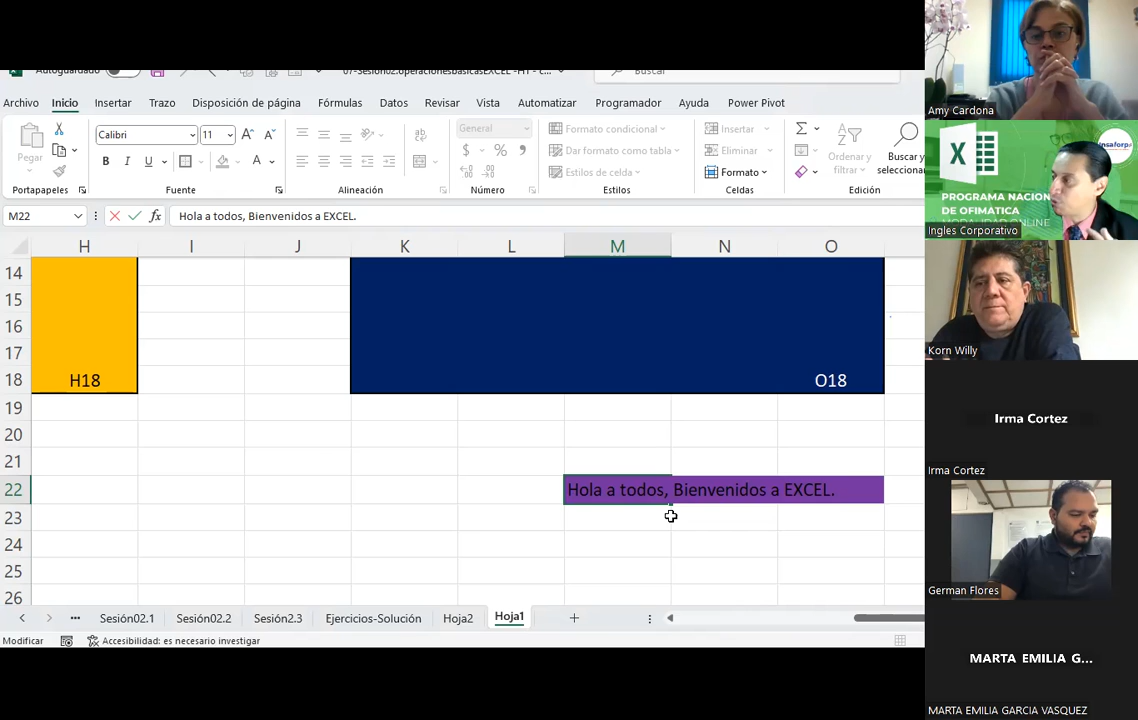 Autoguardado
07-Sesion02.operacionesbasicasEXCEL -H1 - c...
Buscar
Archivo Inicio Insertar Trazo Disposición de página Fórmulas Datos Revisar Vista Automatizar Programador Ayuda Power Pivot
Pegar
Calibri 11
General
Formato condicional
Dar formato como tabla
Estilos de celda
Insertar
Eliminar
Formato
Ordenar y filtrar
Buscar y seleccionar
Portapapeles Fuente Alineación Número Estilos Celdas Edición
M22 fx Hola a todos, Bienvenidos a EXCEL.
H I J K L M N O
14
15
16
17
18 H18 O18
19
20
21
22 Hola a todos, Bienvenidos a EXCEL.
23
24
25
26
... Sesión02.1 Sesión02.2 Sesión2.3 Ejercicios-Solución Hoja2 Hoja1
Modificar Accesibilidad: es necesario investigar
Amy Cardona
PROGRAMA NACION
DE OFIMATICA
Ingles Corporativo
Korn Willy
Irma Cortez
Irma Cortez
German Flores
MARTA EMILIA G...
MARTA EMILIA GARCIA VASQUEZ